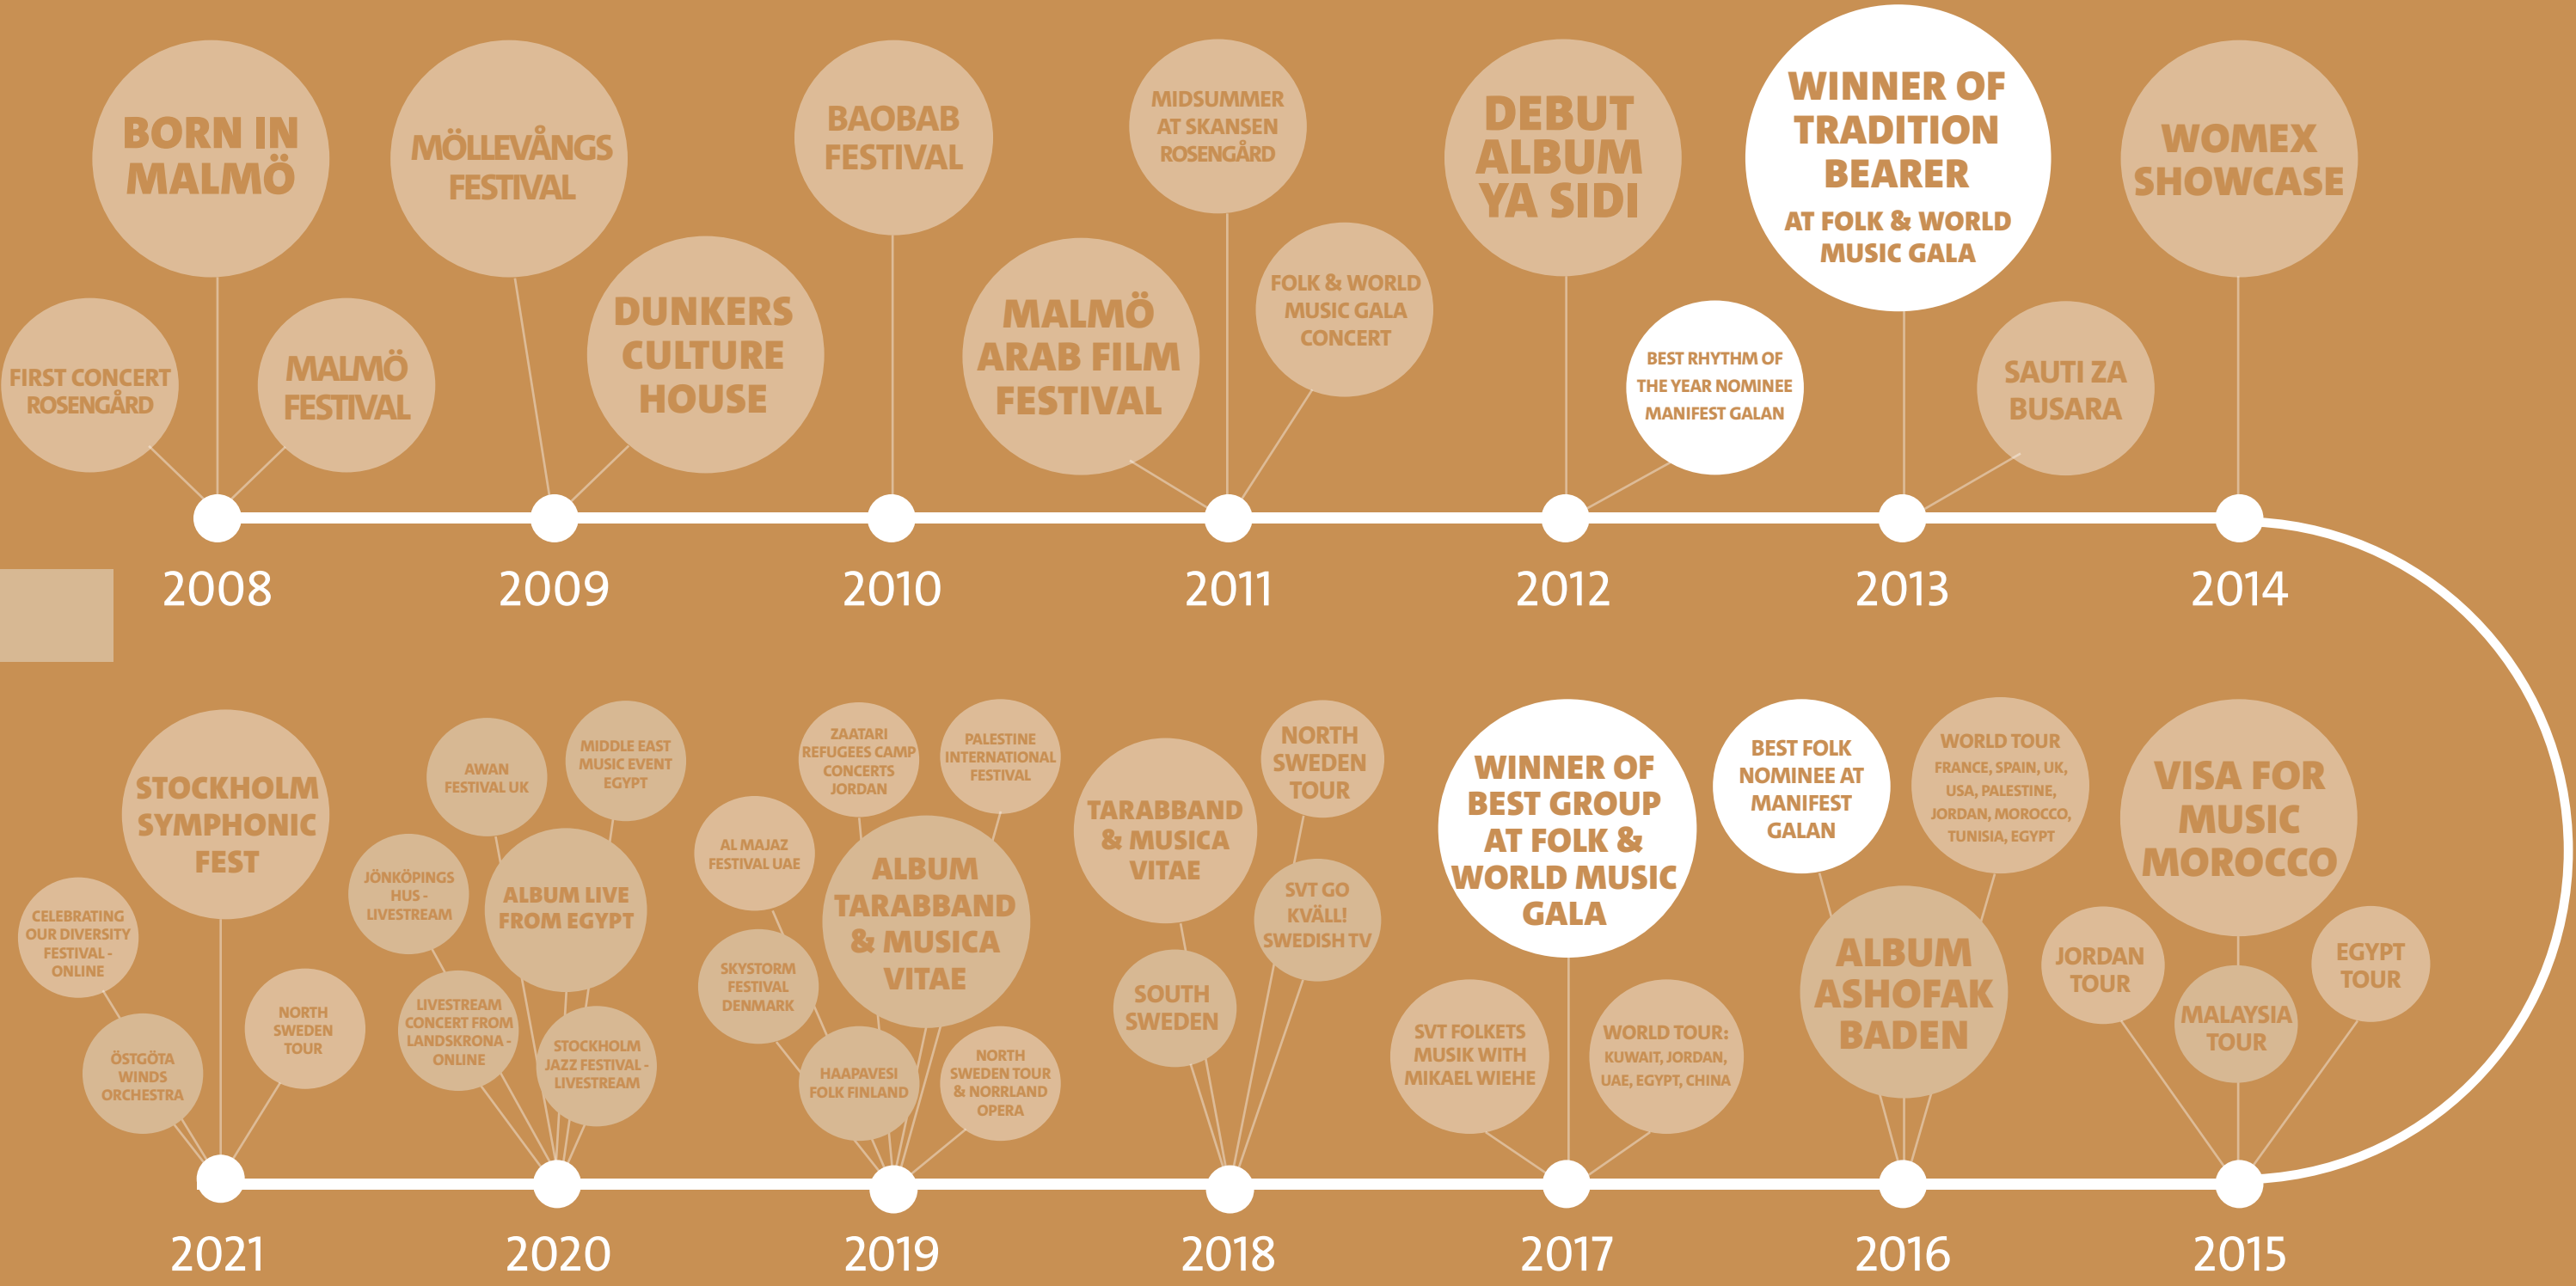 BORN IN
MALMÖ
FIRST CONCERT
ROSENGÅRD
MALMÖ
FESTIVAL
2008
MÖLLEVÅNGS
FESTIVAL
DUNKERS
CULTURE
HOUSE
2009
BAOBAB
FESTIVAL
2010
MALMÖ
ARAB FILM
FESTIVAL
MIDSUMMER
AT SKANSEN
ROSENGÅRD
FOLK & WORLD
MUSIC GALA
CONCERT
2011
DEBUT
ALBUM
YA SIDI
BEST RHYTHM OF
THE YEAR NOMINEE
MANIFEST GALAN
2012
WINNER OF
TRADITION
BEARER
AT FOLK & WORLD
MUSIC GALA
SAUTI ZA
BUSARA
2013
WOMEX
SHOWCASE
2014
VISA FOR
MUSIC
MOROCCO
JORDAN
TOUR
MALAYSIA
TOUR
EGYPT
TOUR
2015
BEST FOLK
NOMINEE AT
MANIFEST
GALAN
WORLD TOUR
FRANCE, SPAIN, UK,
USA, PALESTINE,
JORDAN, MOROCCO,
TUNISIA, EGYPT
ALBUM
ASHOFAK
BADEN
2016
WINNER OF
BEST GROUP
AT FOLK &
WORLD MUSIC
GALA
SVT FOLKETS
MUSIK WITH
MIKAEL WIEHE
WORLD TOUR:
KUWAIT, JORDAN,
UAE, EGYPT, CHINA
2017
TARABBAND
& MUSICA
VITAE
NORTH
SWEDEN
TOUR
SVT GO
KVÄLL!
SWEDISH TV
SOUTH
SWEDEN
2018
ZAATARI
REFUGEES CAMP
CONCERTS
JORDAN
PALESTINE
INTERNATIONAL
FESTIVAL
AL MAJAZ
FESTIVAL UAE
ALBUM
TARABBAND
& MUSICA
VITAE
SKYSTORM
FESTIVAL
DENMARK
HAAPAVESI
FOLK FINLAND
NORTH
SWEDEN TOUR
& NORRLAND
OPERA
2019
AWAN
FESTIVAL UK
MIDDLE EAST
MUSIC EVENT
EGYPT
JÖNKÖPINGS
HUS -
LIVESTREAM
ALBUM LIVE
FROM EGYPT
LIVESTREAM
CONCERT FROM
LANDSKRONA -
ONLINE
STOCKHOLM
JAZZ FESTIVAL -
LIVESTREAM
2020
STOCKHOLM
SYMPHONIC
FEST
CELEBRATING
OUR DIVERSITY
FESTIVAL -
ONLINE
NORTH
SWEDEN
TOUR
ÖSTGÖTA
WINDS
ORCHESTRA
2021